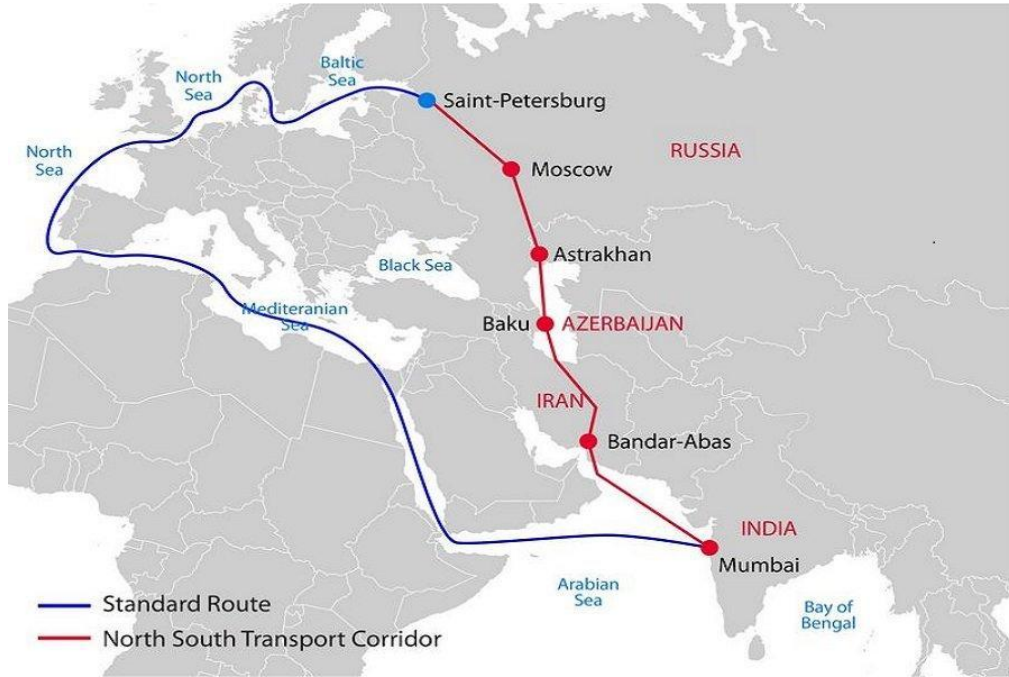 Baltic
Sea
North
Sea
Saint-Petersburg
North
Sea
RUSSIA
Moscow
Astrakhan
Black Sea
Mediteranian
Sea
Baku
AZERBAIJAN
IRAN
Bandar-Abas
INDIA
Mumbai
Arabian
Sea
Bay of
Bengal
Standard Route
North South Transport Corridor